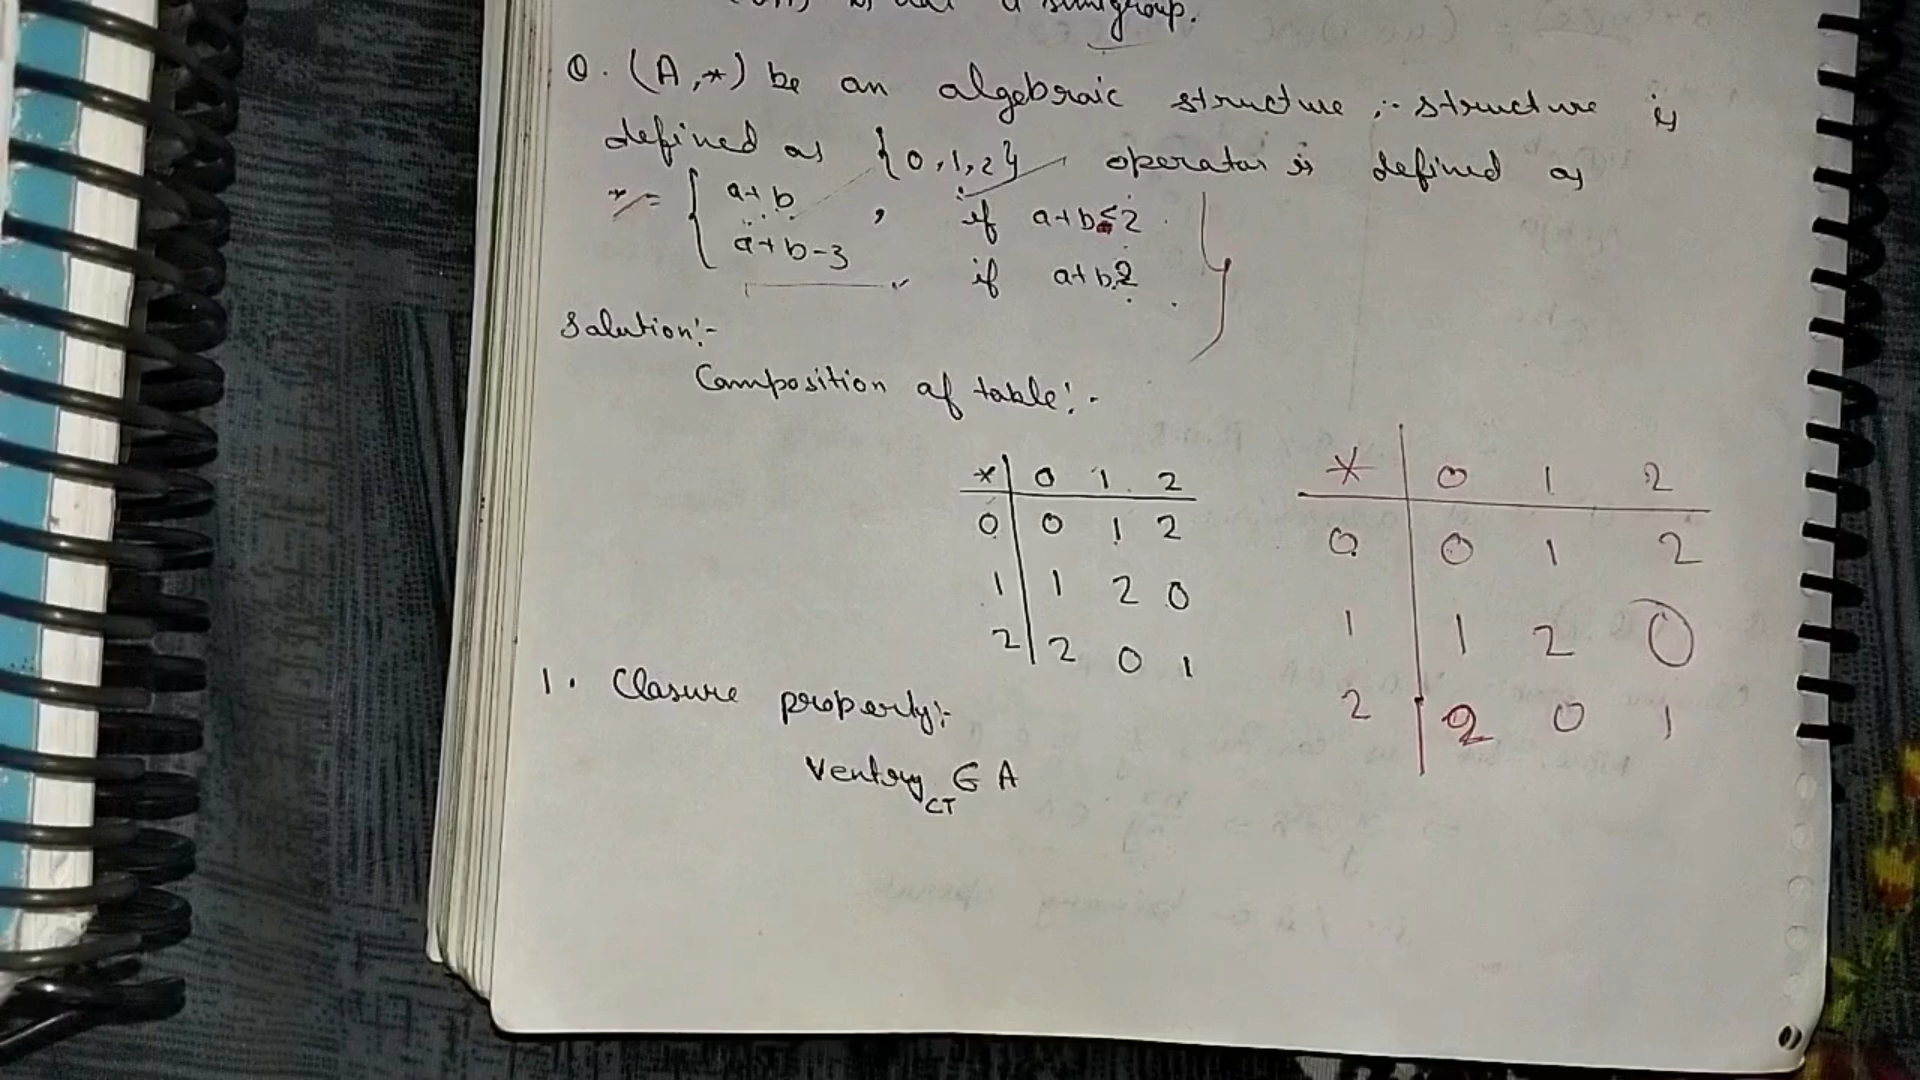 a semigroup.
Q. (A,*) be an algebraic structure ∴ structure is
defined as {0,1,2} operator is defined as
* = { a+b , if a+b≤2
a+b-3 if a+b 2
Solution:-
Composition of table:-
* 0 1 2
0 0 1 2
1 1 2 0
2 2 0 1
* 0 1 2
0 0 1 2
1 1 2 0
2 2 0 1
1. Closure property:-
∀entry CT ∈ A